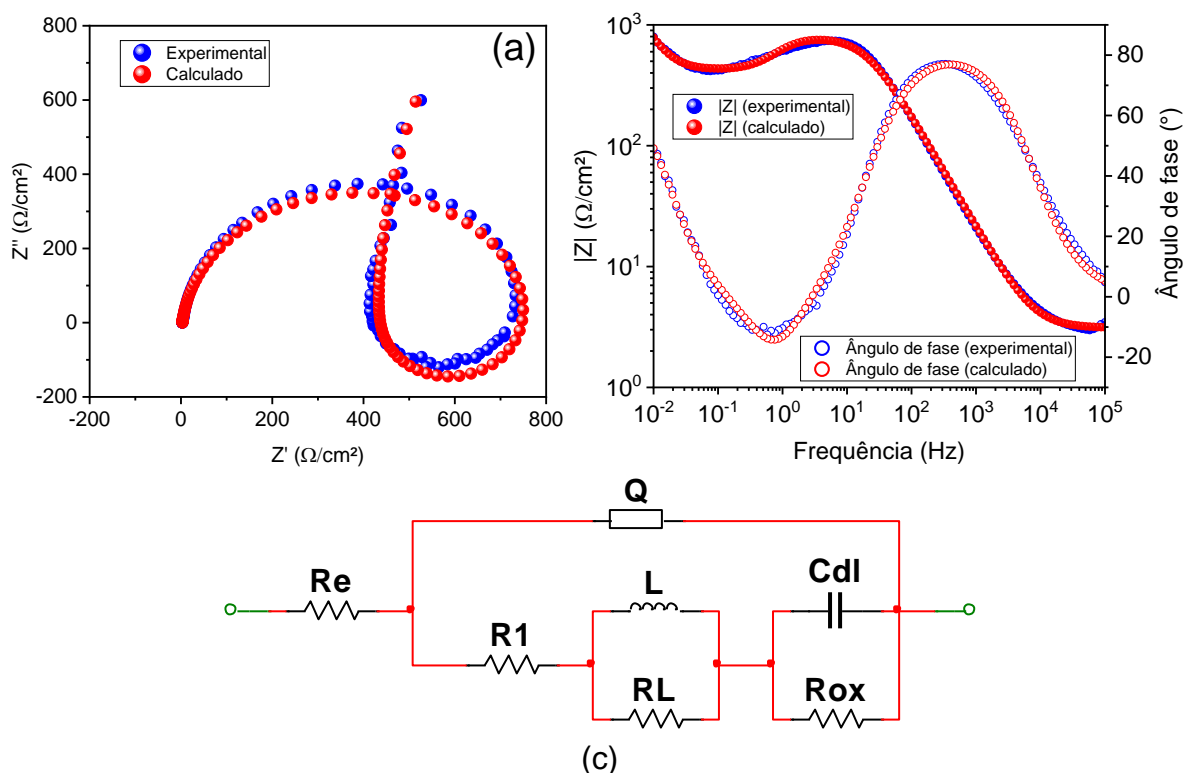 (a)
Experimental
Calculado
Z'' (Ω/cm²)
800
600
400
200
0
-200
-200
0
200
400
600
800
Z' (Ω/cm²)
|Z| (Ω/cm²)
10³
10²
10¹
10⁰
|Z| (experimental)
|Z| (calculado)
Ângulo de fase (experimental)
Ângulo de fase (calculado)
80
60
40
20
0
-10
Ângulo de fase (°)
10⁻²
10⁻¹
10⁰
10¹
10²
10³
10⁴
10⁵
Frequência (Hz)
Q
Re
L
Cdl
R1
RL
Rox
(c)